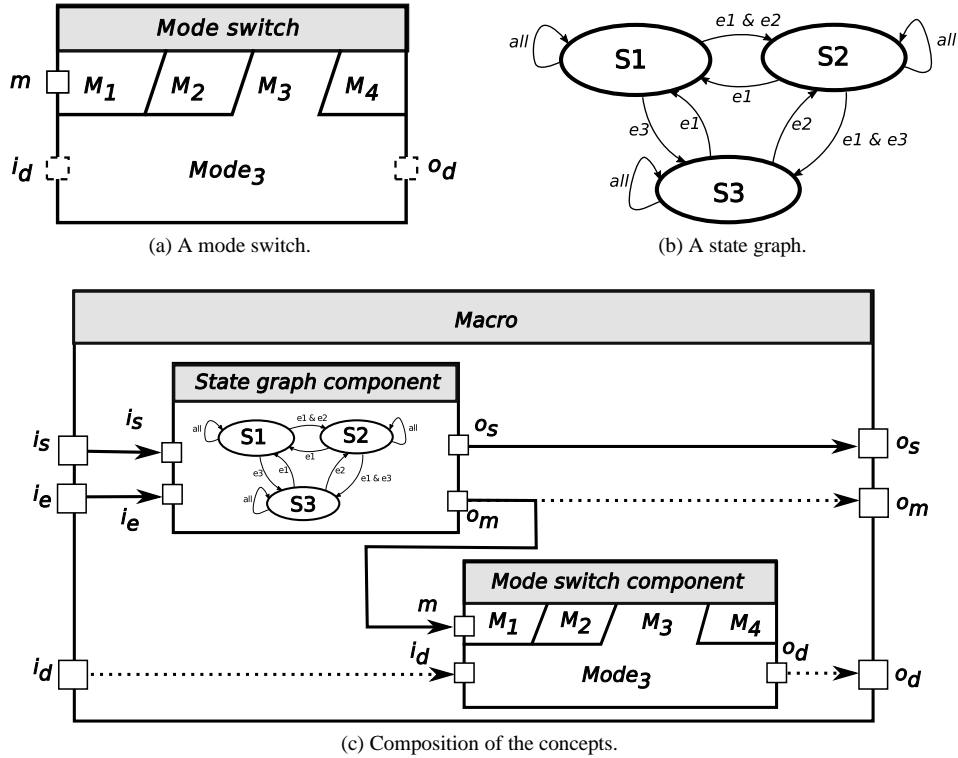 Mode switch
m
M1 M2 M3 M4
id
Mode3
od
(a) A mode switch.
all
S1
e1 & e2
S2
all
e1
e3
e1
e2
e1 & e3
all
S3
(b) A state graph.
Macro
State graph component
is
is
all
S1
e1 & e2
S2
all
e1
e3
e1
e2
e1 & e3
all
S3
os
os
ie
ie
om
om
Mode switch component
m
M1 M2 M3 M4
id
id
Mode3
od
od
(c) Composition of the concepts.